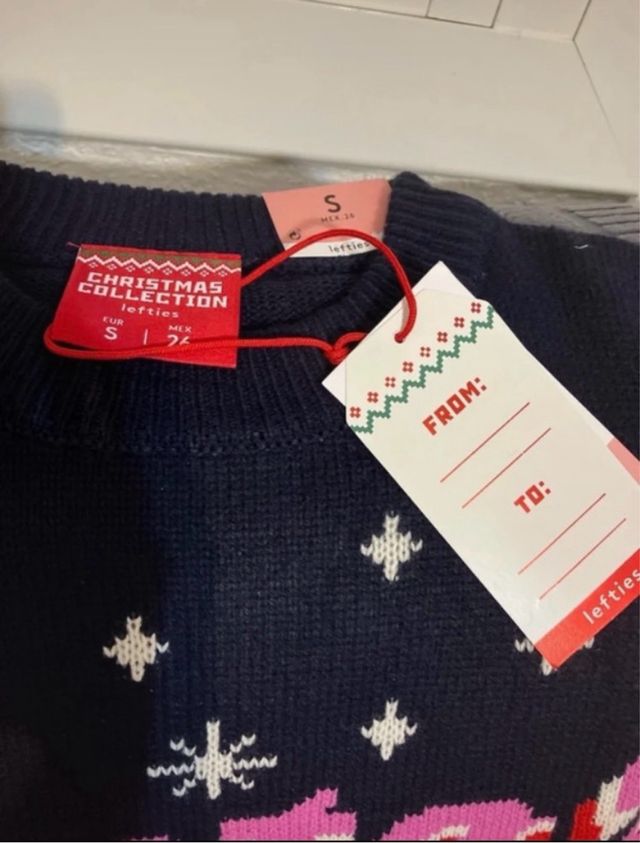 S
MEX.26
lefties
CHRISTMAS
COLLECTION
lefties
EUR MEX
S | 26
FROM:
TO:
lefties